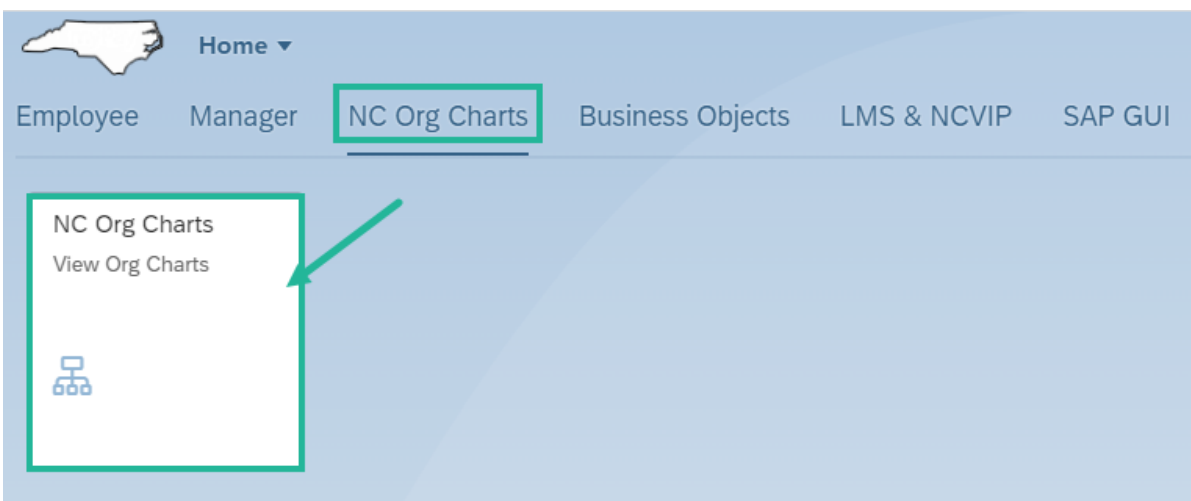 Home
Employee Manager NC Org Charts Business Objects LMS & NCVIP SAP GUI
NC Org Charts
View Org Charts